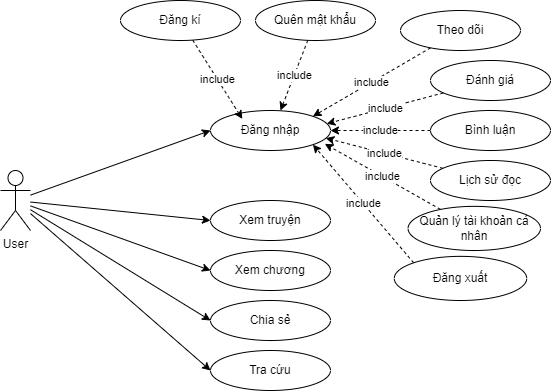 Đăng kí
Quên mật khẩu
Theo dõi
include
include
include
Đánh giá
include
Đăng nhập
include
Bình luận
include
Lịch sử đọc
include
include
Quản lý tài khoản cá
nhân
User
Xem truyện
Xem chương
Đăng xuất
Chia sẻ
Tra cứu